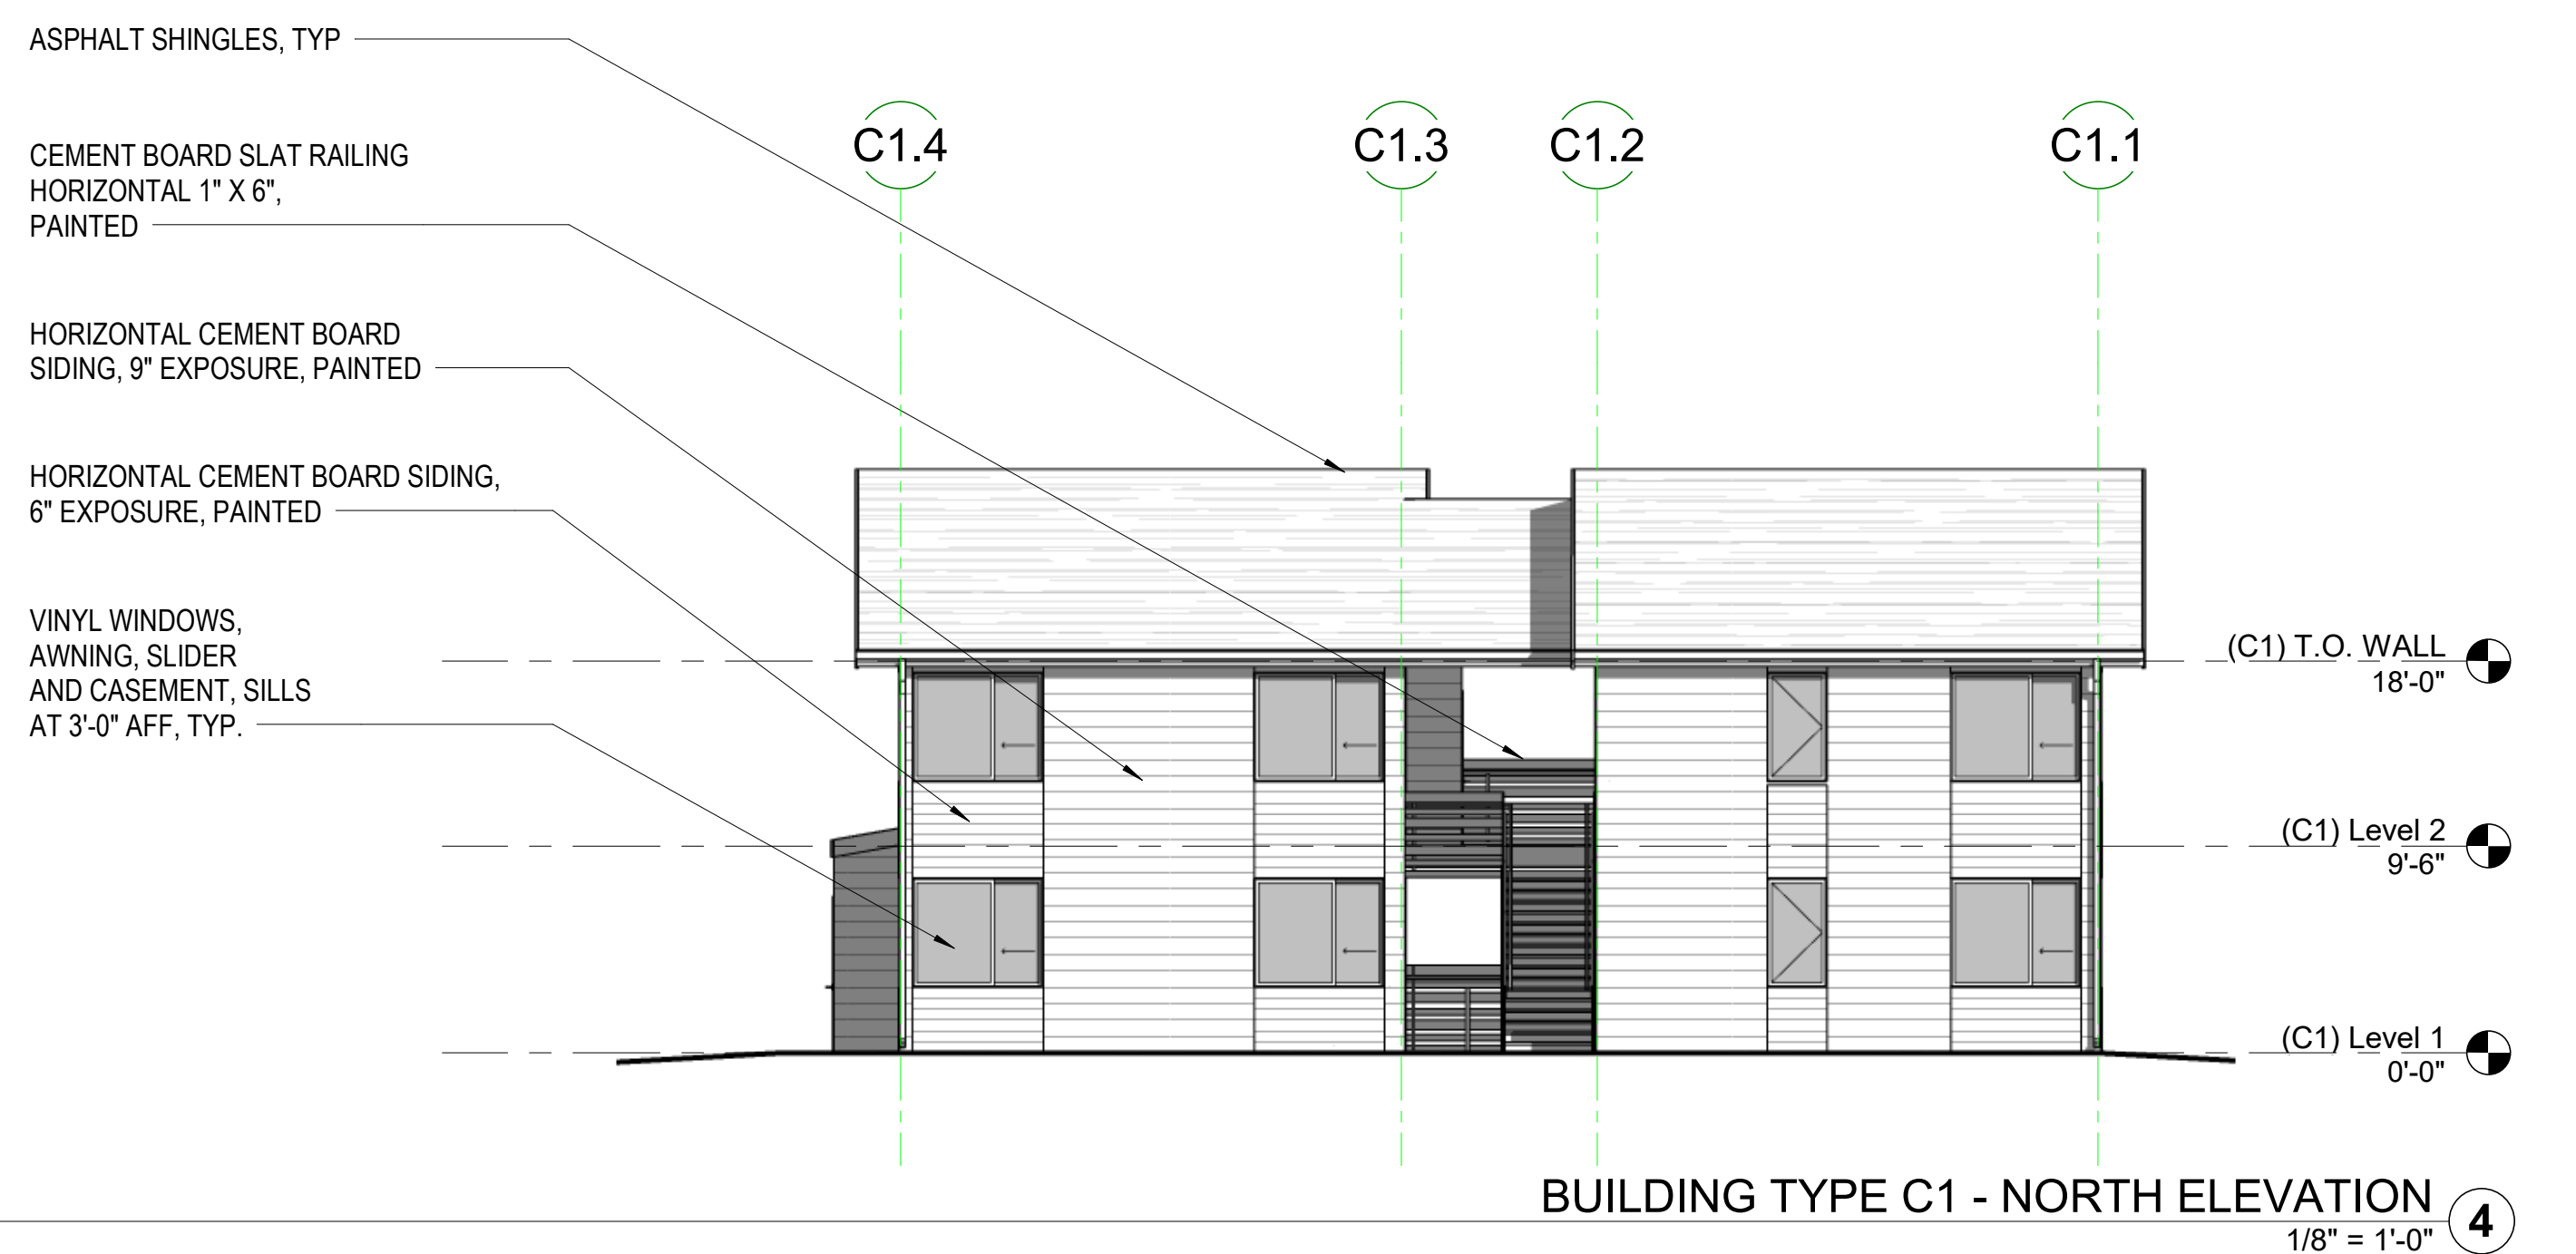 ASPHALT SHINGLES, TYP
CEMENT BOARD SLAT RAILING
HORIZONTAL 1" X 6",
PAINTED
HORIZONTAL CEMENT BOARD
SIDING, 9" EXPOSURE, PAINTED
HORIZONTAL CEMENT BOARD SIDING,
6" EXPOSURE, PAINTED
VINYL WINDOWS,
AWNING, SLIDER
AND CASEMENT, SILLS
AT 3'-0" AFF, TYP.
C1.4
C1.3
C1.2
C1.1
(C1) T.O. WALL
18'-0"
(C1) Level 2
9'-6"
(C1) Level 1
0'-0"
BUILDING TYPE C1 - NORTH ELEVATION
1/8" = 1'-0"
4